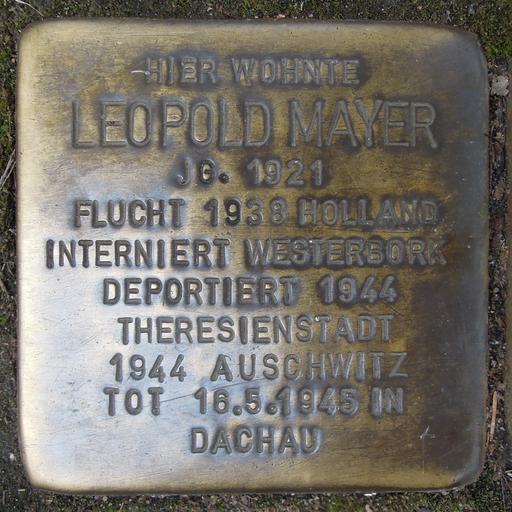 HIER WOHNTE
LEOPOLD MAYER
JG. 1921
FLUCHT 1938 HOLLAND
INTERNIERT WESTERBORK
DEPORTIERT 1944
THERESIENSTADT
1944 AUSCHWITZ
TOT 16.5.1945 IN
DACHAU